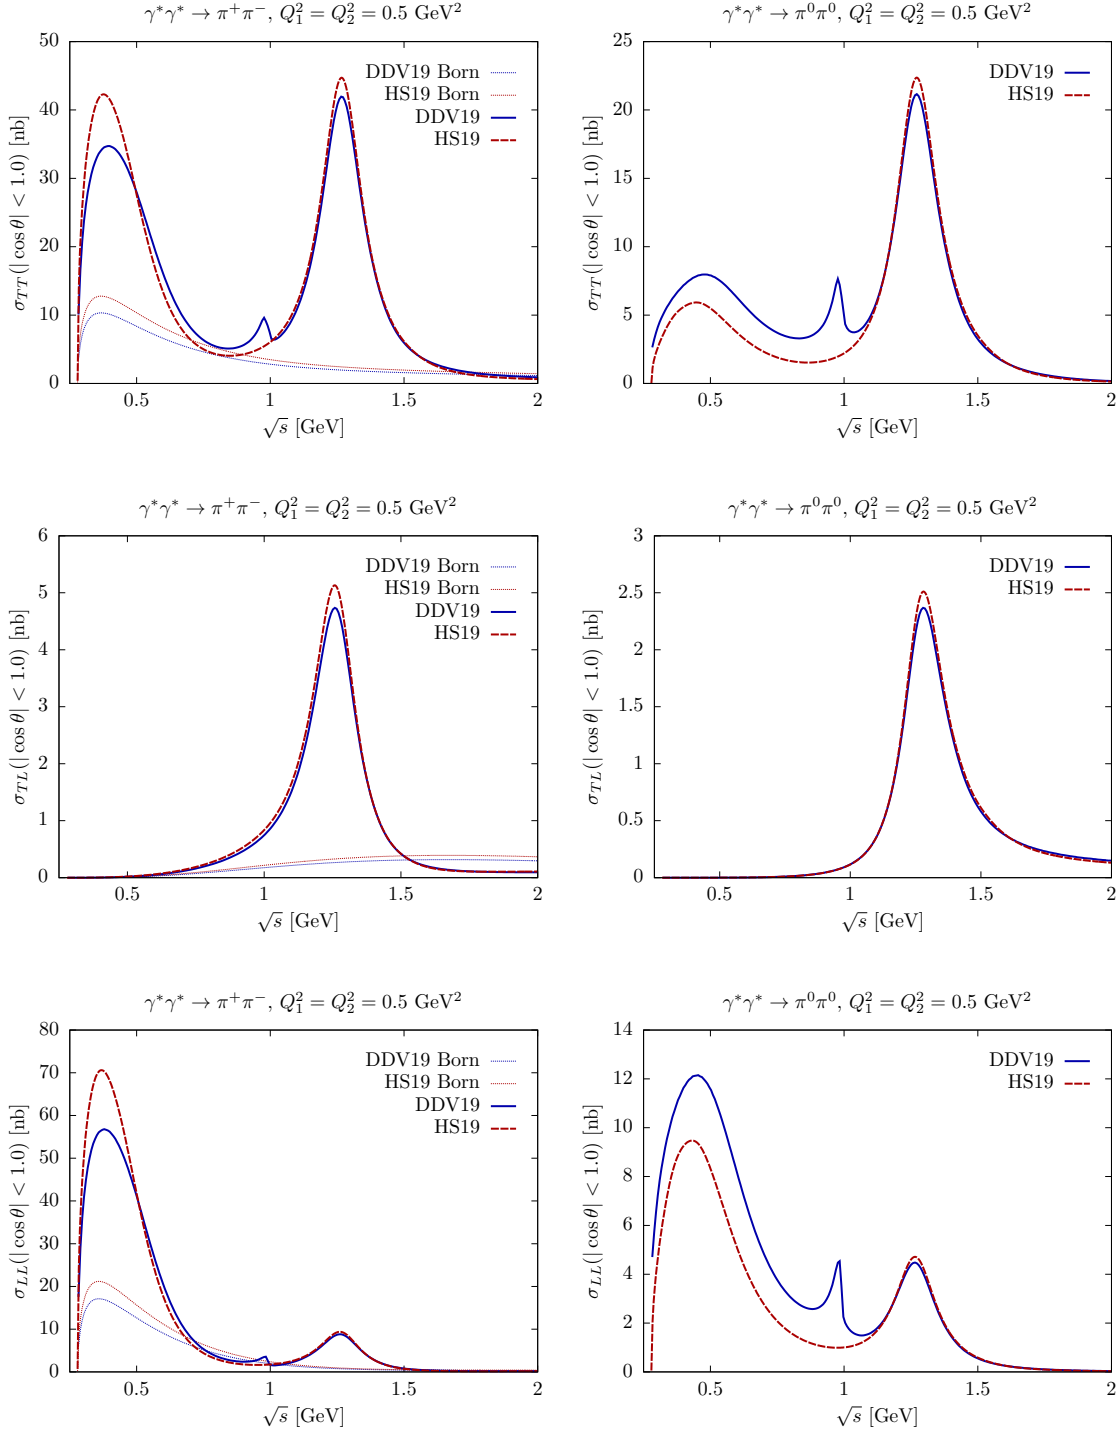 γ*γ* → π⁺π⁻, Q₁² = Q₂² = 0.5 GeV²
σ_TT(| cos θ| < 1.0) [nb]
50
40
30
20
10
0
DDV19 Born
HS19 Born
DDV19
HS19
0.5
1
1.5
2
√s [GeV]
γ*γ* → π⁰π⁰, Q₁² = Q₂² = 0.5 GeV²
σ_TT(| cos θ| < 1.0) [nb]
25
20
15
10
5
0
DDV19
HS19
0.5
1
1.5
2
√s [GeV]
γ*γ* → π⁺π⁻, Q₁² = Q₂² = 0.5 GeV²
σ_TL(| cos θ| < 1.0) [nb]
6
5
4
3
2
1
0
DDV19 Born
HS19 Born
DDV19
HS19
0.5
1
1.5
2
√s [GeV]
γ*γ* → π⁰π⁰, Q₁² = Q₂² = 0.5 GeV²
σ_TL(| cos θ| < 1.0) [nb]
3
2.5
2
1.5
1
0.5
0
DDV19
HS19
0.5
1
1.5
2
√s [GeV]
γ*γ* → π⁺π⁻, Q₁² = Q₂² = 0.5 GeV²
σ_LL(| cos θ| < 1.0) [nb]
80
70
60
50
40
30
20
10
0
DDV19 Born
HS19 Born
DDV19
HS19
0.5
1
1.5
2
√s [GeV]
γ*γ* → π⁰π⁰, Q₁² = Q₂² = 0.5 GeV²
σ_LL(| cos θ| < 1.0) [nb]
14
12
10
8
6
4
2
0
DDV19
HS19
0.5
1
1.5
2
√s [GeV]